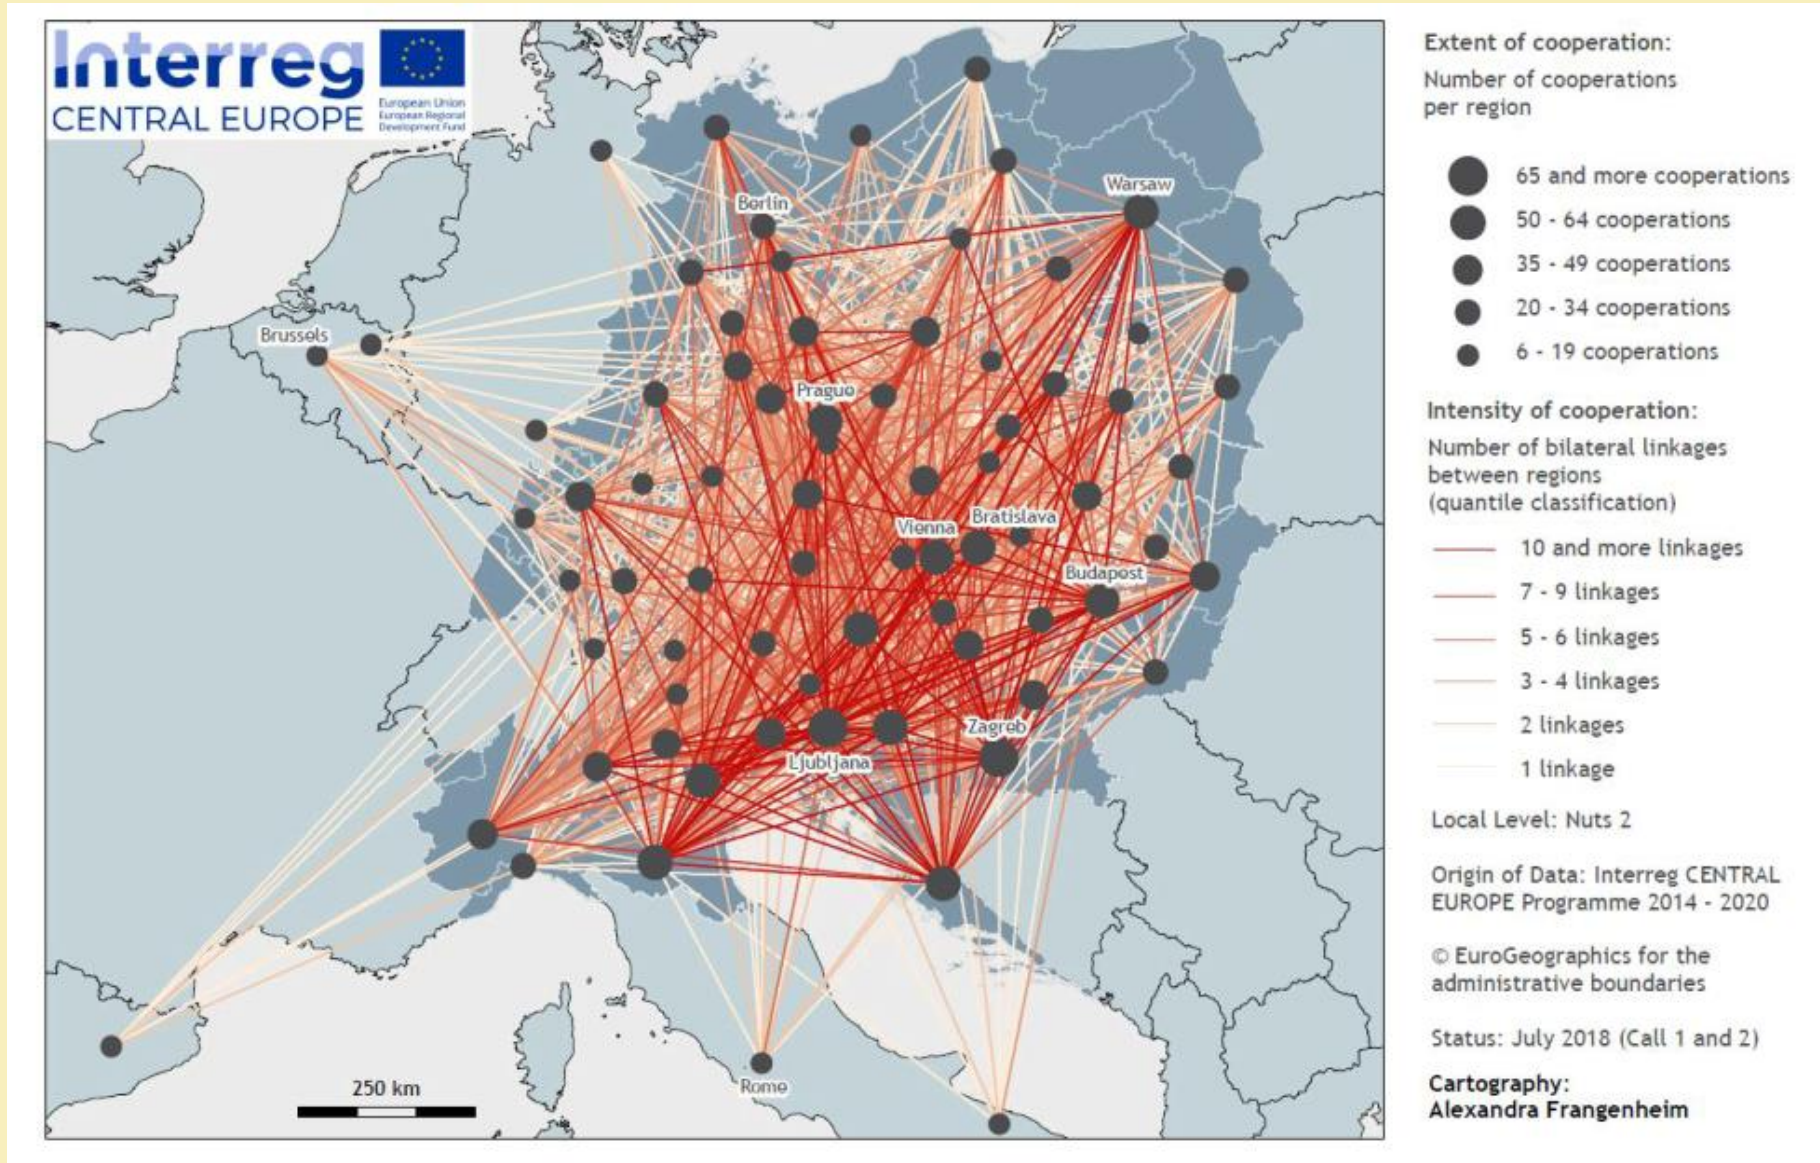 Interreg
CENTRAL EUROPE
European Union
European Regional
Development Fund
Warsaw
Berlin
Brussels
Prague
Vienna
Bratislava
Budapest
Zagreb
Ljubljana
Rome
250 km
Extent of cooperation:
Number of cooperations
per region
65 and more cooperations
50 - 64 cooperations
35 - 49 cooperations
20 - 34 cooperations
6 - 19 cooperations
Intensity of cooperation:
Number of bilateral linkages
between regions
(quantile classification)
10 and more linkages
7 - 9 linkages
5 - 6 linkages
3 - 4 linkages
2 linkages
1 linkage
Local Level: Nuts 2
Origin of Data: Interreg CENTRAL
EUROPE Programme 2014 - 2020
© EuroGeographics for the
administrative boundaries
Status: July 2018 (Call 1 and 2)
Cartography:
Alexandra Frangenheim